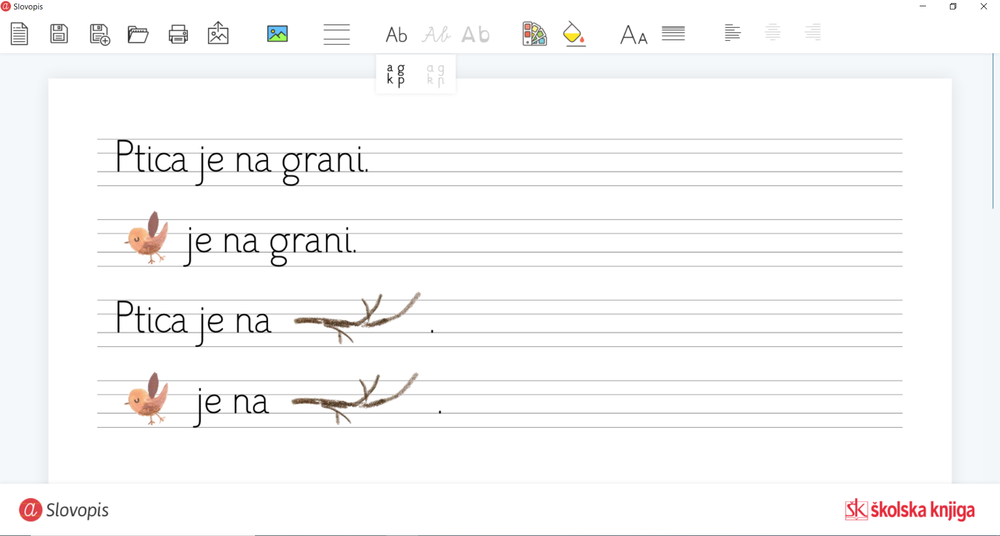 Slovopis
Ab Ab Ab
AA
a g a g
k p k p
Ptica je na grani.
je na grani.
Ptica je na .
je na .
a Slovopis
šk školska knjiga